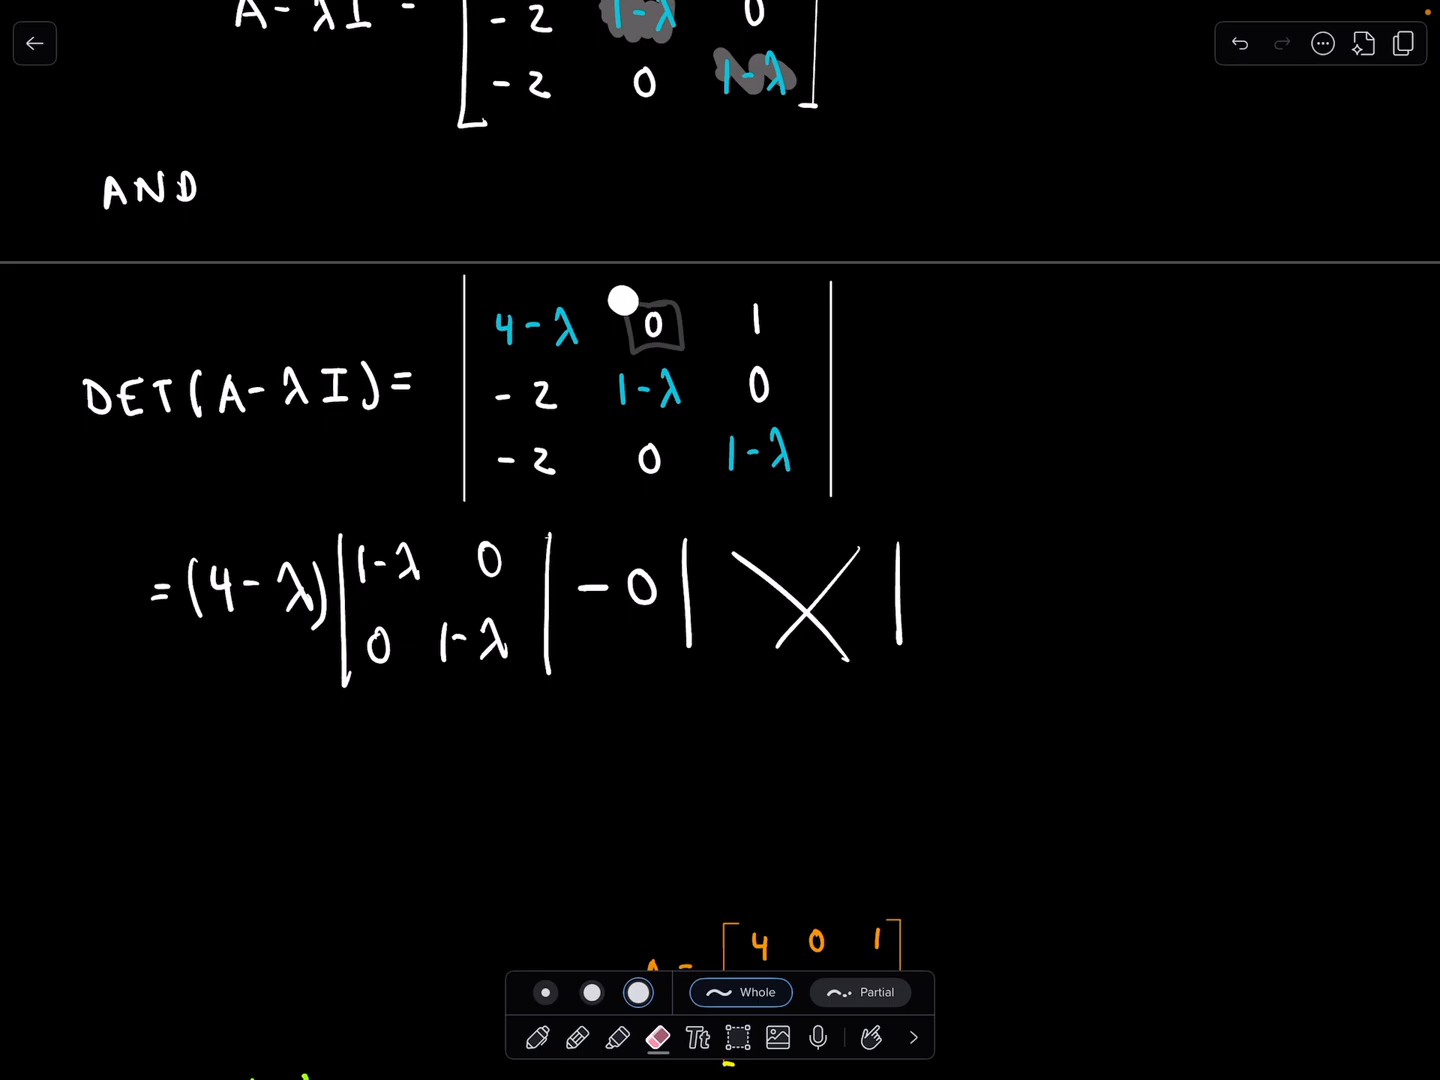 A - λI = [
-2 1-λ 0
-2 0 1-λ ]
AND
4-λ 0 1
DET(A-λI) = | -2 1-λ 0 |
-2 0 1-λ
= (4-λ) | 1-λ 0 | - 0 | |
0 1-λ
4 0 1
A =
Whole Partial
Tt